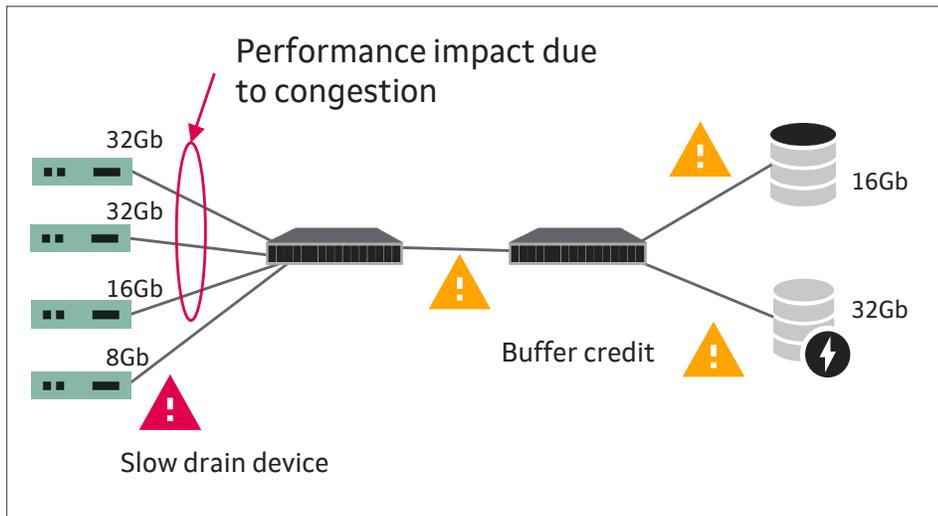 Performance impact due
to congestion
32Gb
32Gb
16Gb
8Gb
Slow drain device
Buffer credit
16Gb
32Gb